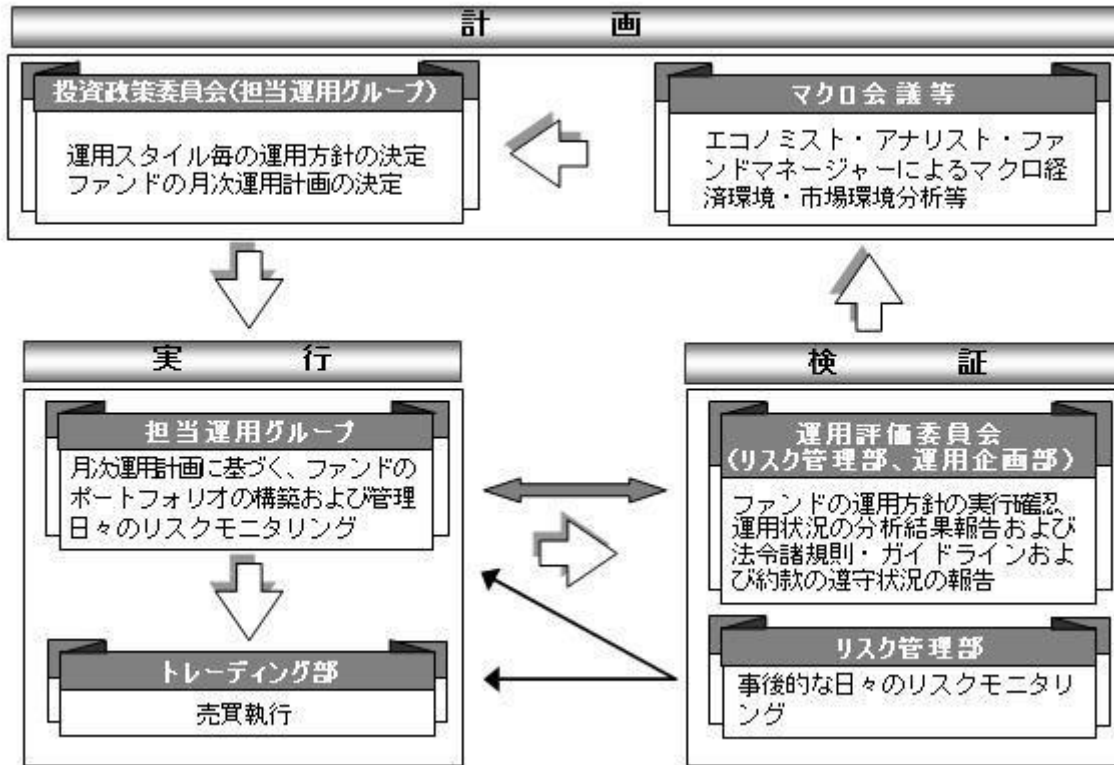 計画
投資政策委員会(担当運用グループ)
運用スタイル毎の運用方針の決定
ファンドの月次運用計画の決定
マクロ会議等
エコノミスト・アナリスト・ファ
ンドマネージャーによるマクロ経
済環境・市場環境分析等
実行
担当運用グループ
月次運用計画に基づく、ファンドの
ポートフォリオの構築および管理
日々のリスクモニタリング
トレーディング部
売買執行
検証
運用評価委員会
(リスク管理部、運用企画部)
ファンドの運用方針の実行確認、
運用状況の分析結果報告および
法令諸規則・ガイドラインおよ
び約款の遵守状況の報告
リスク管理部
事後的な日々のリスクモニタリ
ング